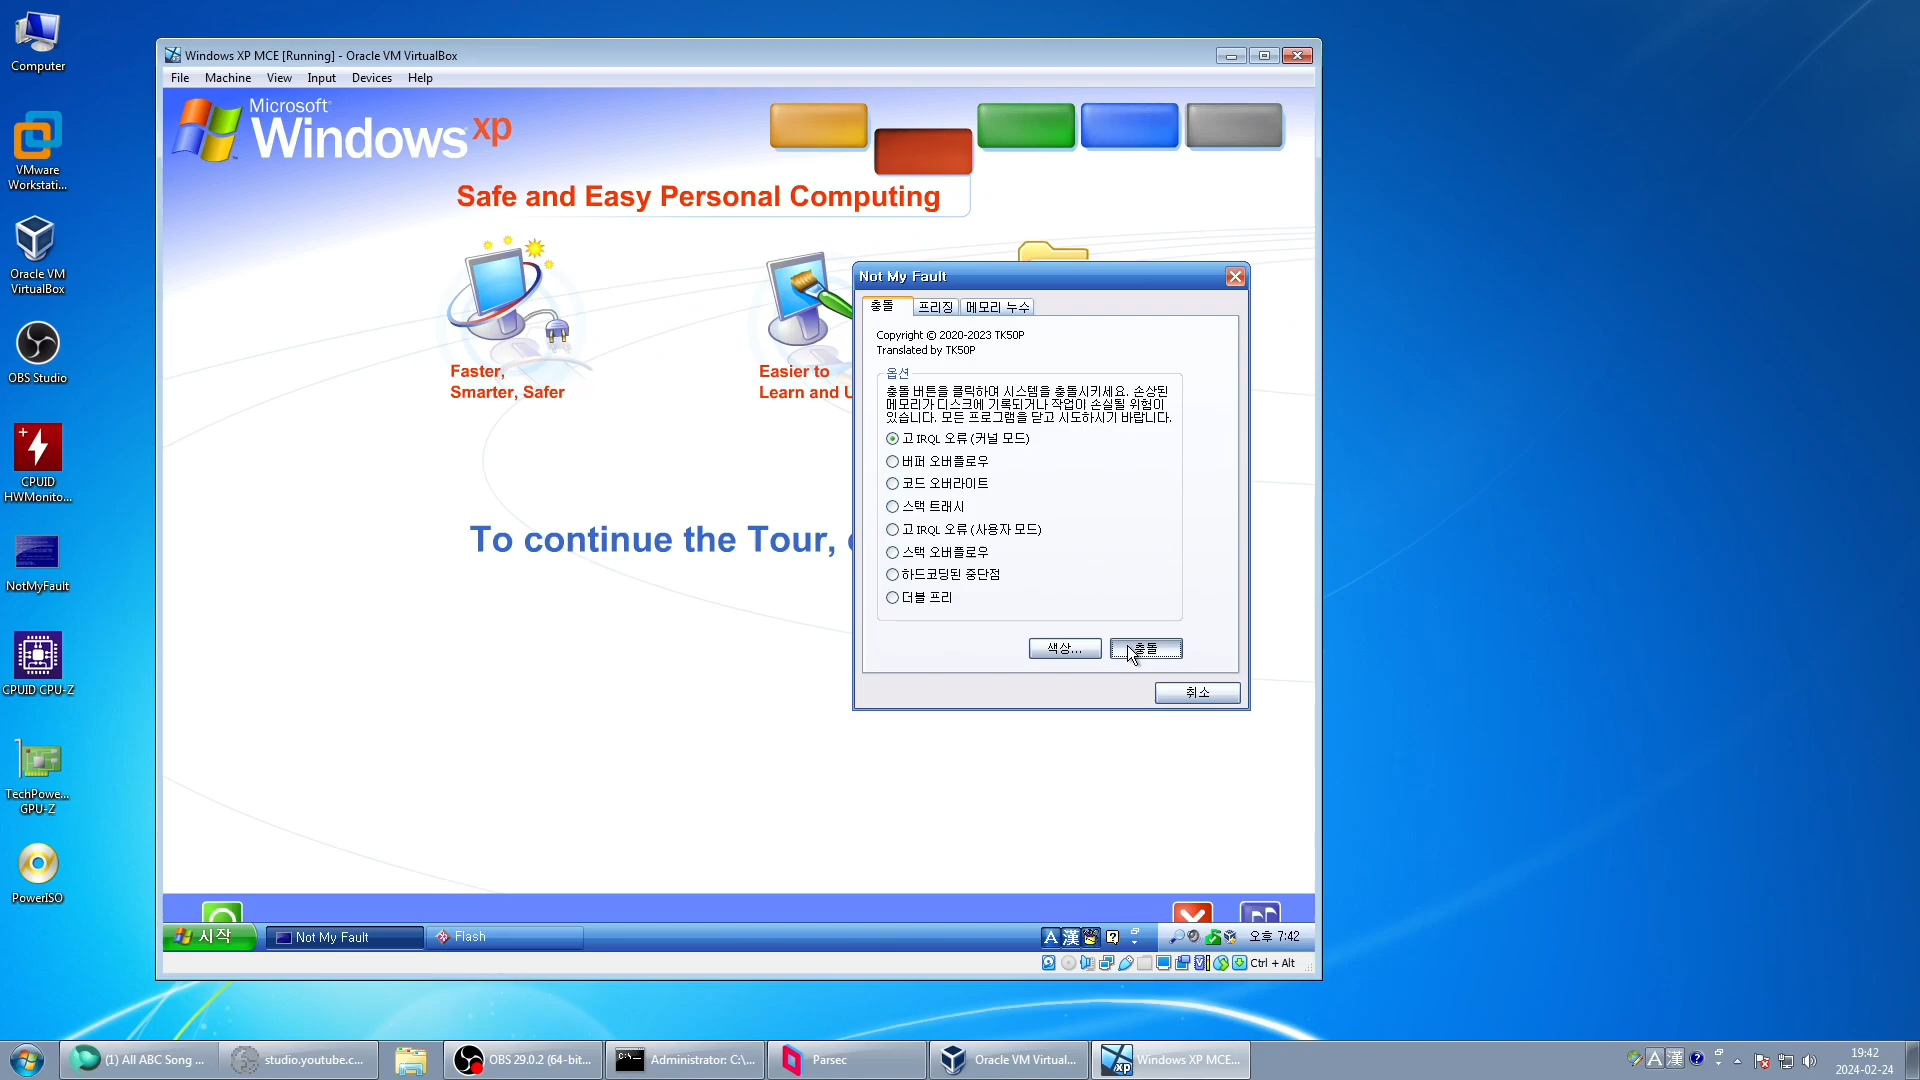 Computer
VMware
Workstati...
Oracle VM
VirtualBox
OBS Studio
CPUID
HWMonito...
NotMyFault
CPUID CPU-Z
TechPowe...
GPU-Z
PowerISO
Windows XP MCE [Running] - Oracle VM VirtualBox
File Machine View Input Devices Help
Microsoft
Windows xp
Safe and Easy Personal Computing
Faster,
Smarter, Safer
Easier to
Learn and U
To continue the Tour,
Not My Fault
충돌 프리징 메모리 누수
Copyright © 2020-2023 TK50P
Translated by TK50P
옵션
충돌 버튼을 클릭하여 시스템을 충돌시키세요. 손상된
메모리가 디스크에 기록되거나 작업이 손실될 위험이
있습니다. 모든 프로그램을 닫고 시도하시기 바랍니다.
고 IRQL 오류 (커널 모드)
버퍼 오버플로우
코드 오버라이트
스택 트래시
고 IRQL 오류 (사용자 모드)
스택 오버플로우
하드코딩된 중단점
더블 프리
색상... 충돌
취소
시작 Not My Fault Flash A 漢 오후 7:42
Ctrl + Alt
(1) All ABC Song ... studio.youtube.c... OBS 29.0.2 (64-bit... Administrator: C:\... Parsec Oracle VM Virtual... Windows XP MCE... A 漢 19:42
2024-02-24